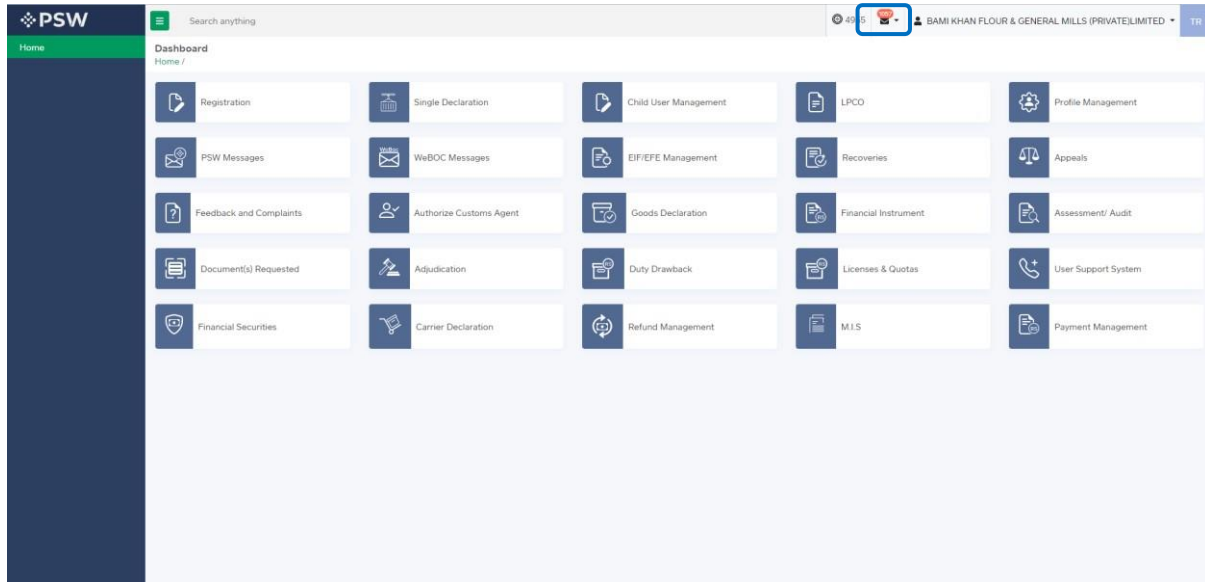 PSW
Search anything
BAMI KHAN FLOUR & GENERAL MILLS (PRIVATE)LIMITED
TR
Home
Dashboard
Home /
Registration
Single Declaration
Child User Management
LPCO
Profile Management
PSW Messages
WeBOC
WeBOC Messages
EIF/EFE Management
Recoveries
Appeals
Feedback and Complaints
Authorize Customs Agent
Goods Declaration
Financial Instrument
Assessment/ Audit
Document(s) Requested
Adjudication
Duty Drawback
Licenses & Quotas
User Support System
Financial Securities
Carrier Declaration
Refund Management
M.I.S
Payment Management